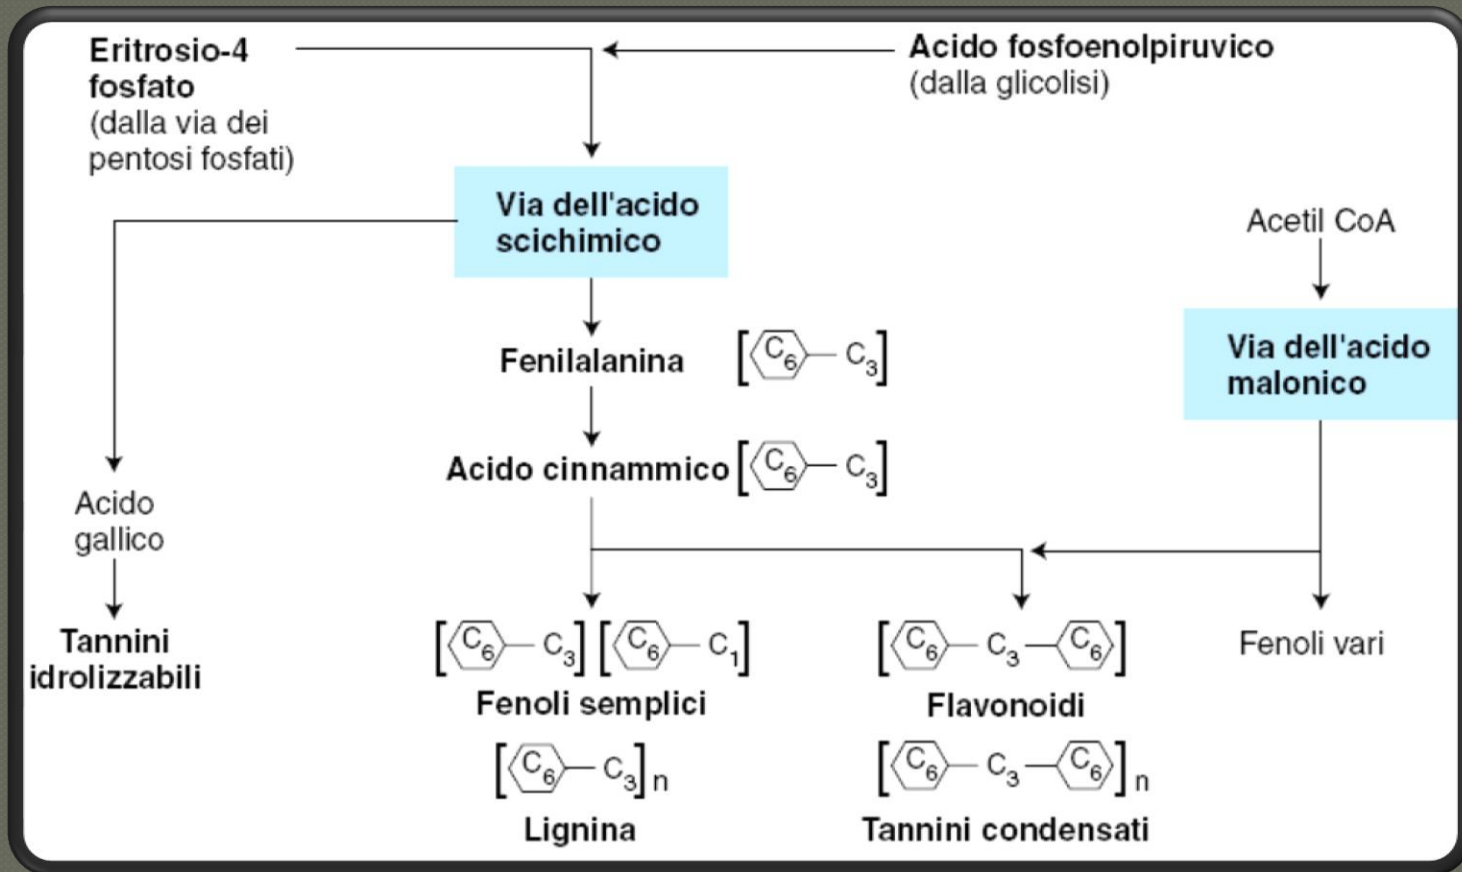 Eritrosio-4
fosfato
(dalla via dei
pentosi fosfati)
Acido fosfoenolpiruvico
(dalla glicolisi)
Via dell'acido
scichimico
Acetil CoA
Via dell'acido
malonico
Fenilalanina [C6 — C3]
Acido cinnammico [C6 — C3]
Acido
gallico
Tannini
idrolizzabili
[C6 — C3] [C6 — C1]
Fenoli semplici
[C6 — C3]n
Lignina
[C6 — C3 — C6]
Flavonoidi
[C6 — C3 — C6]n
Tannini condensati
Fenoli vari